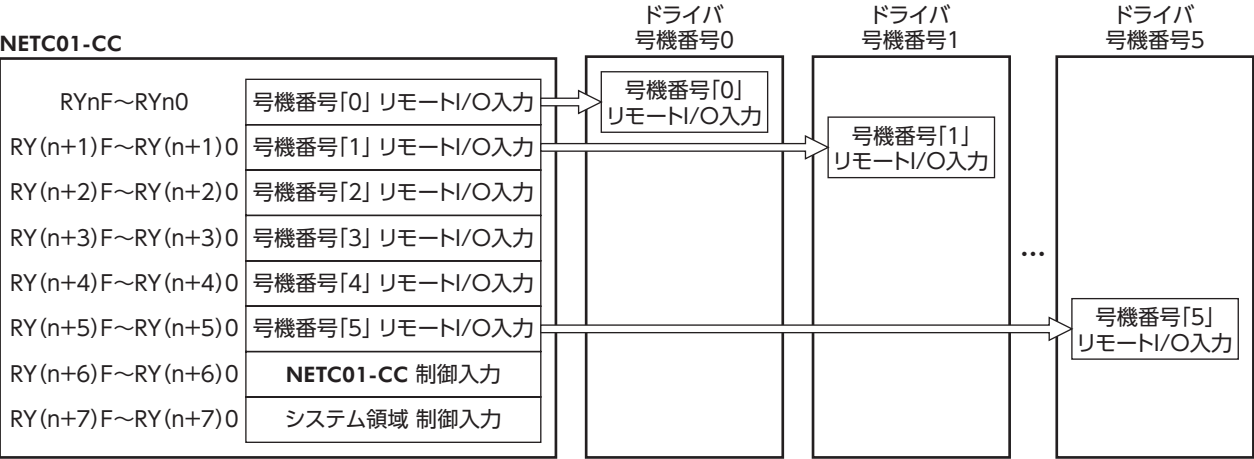 ドライバ
号機番号0
ドライバ
号機番号1
ドライバ
号機番号5
NETC01-CC
RYnF～RYn0
号機番号「0」 リモートI/O入力
号機番号「0」
リモートI/O入力
RY(n+1)F～RY(n+1)0
号機番号「1」 リモートI/O入力
号機番号「1」
リモートI/O入力
RY(n+2)F～RY(n+2)0
号機番号「2」 リモートI/O入力
RY(n+3)F～RY(n+3)0
号機番号「3」 リモートI/O入力
…
RY(n+4)F～RY(n+4)0
号機番号「4」 リモートI/O入力
RY(n+5)F～RY(n+5)0
号機番号「5」 リモートI/O入力
号機番号「5」
リモートI/O入力
RY(n+6)F～RY(n+6)0
NETC01-CC 制御入力
RY(n+7)F～RY(n+7)0
システム領域 制御入力